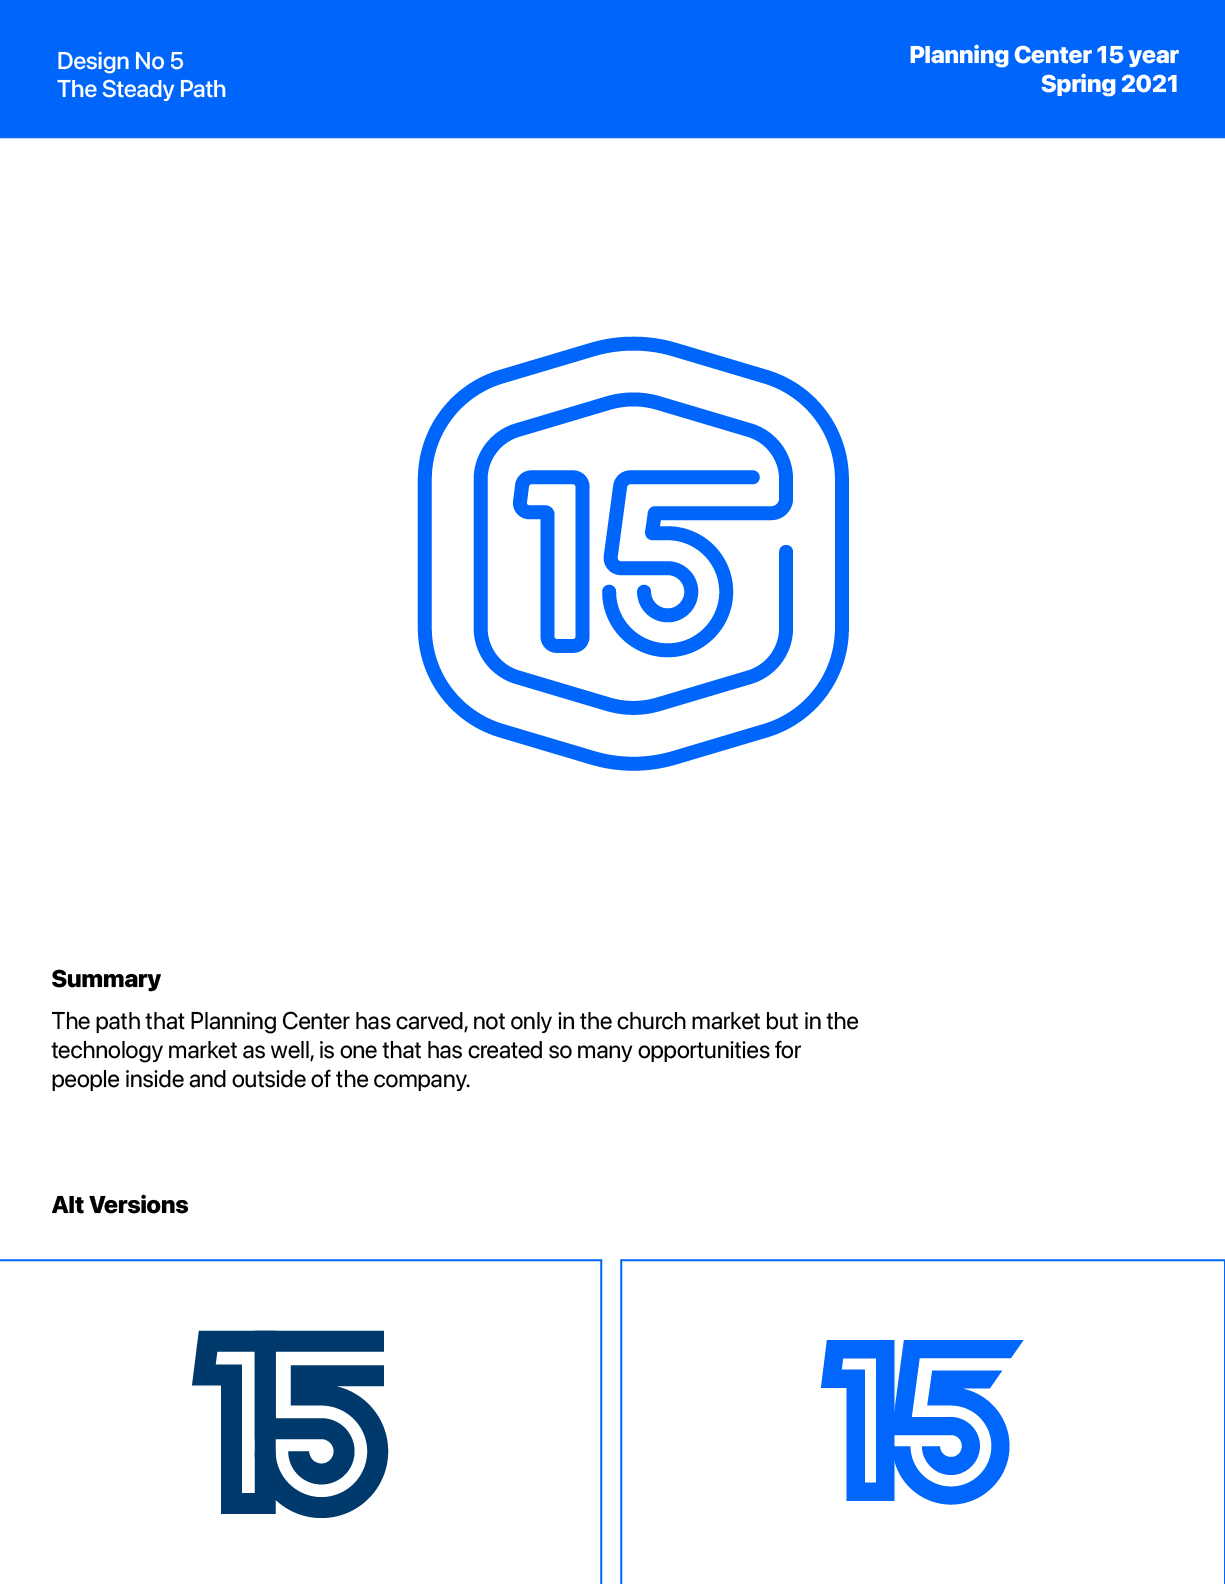 Design No 5
The Steady Path
Planning Center 15 year
Spring 2021
15
Summary
The path that Planning Center has carved, not only in the church market but in the
technology market as well, is one that has created so many opportunities for
people inside and outside of the company.
Alt Versions
15
15